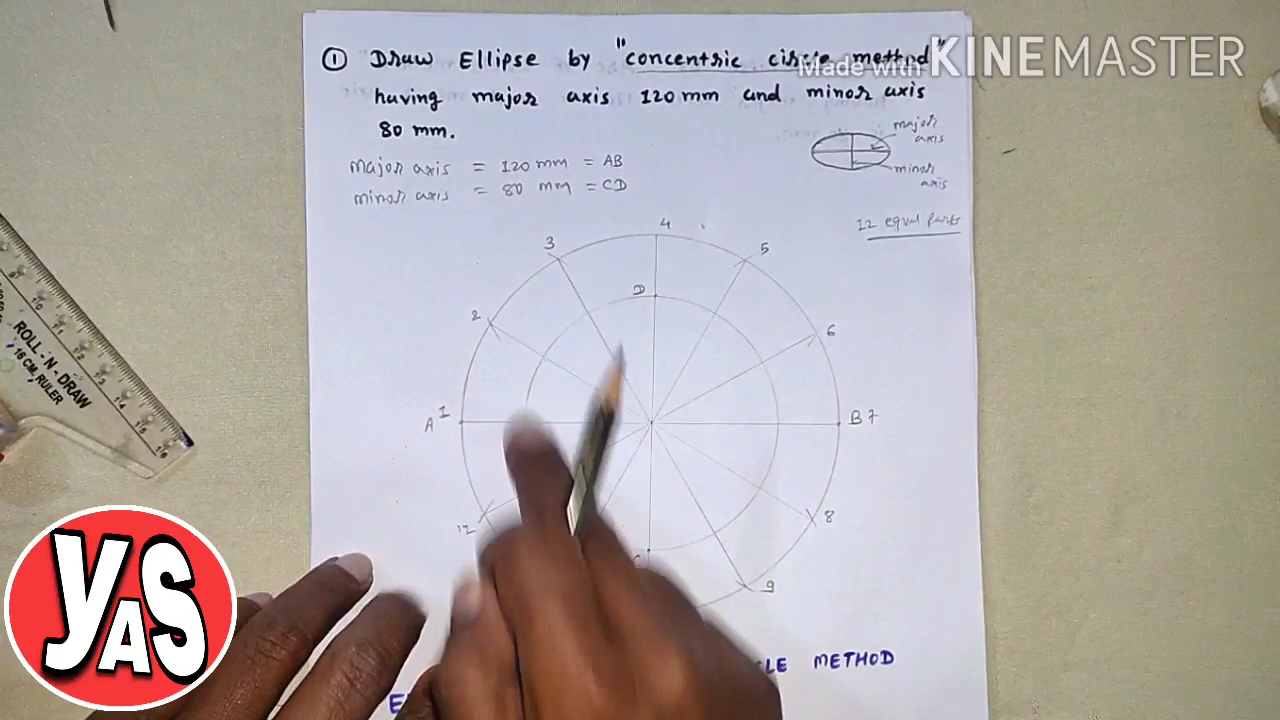 ① Draw Ellipse by "concentric circle method"
Made with KINEMASTER
having major axis 120 mm and minor axis
80 mm.
major axis
minor axis
major axis = 120 mm = AB
minor axis = 80 mm = CD
12 equal parts
4
3
5
D
2
6
A 1
B 7
12
8
9
METHOD
ROLL-N-DRAW
16 CM. RULER
YAS